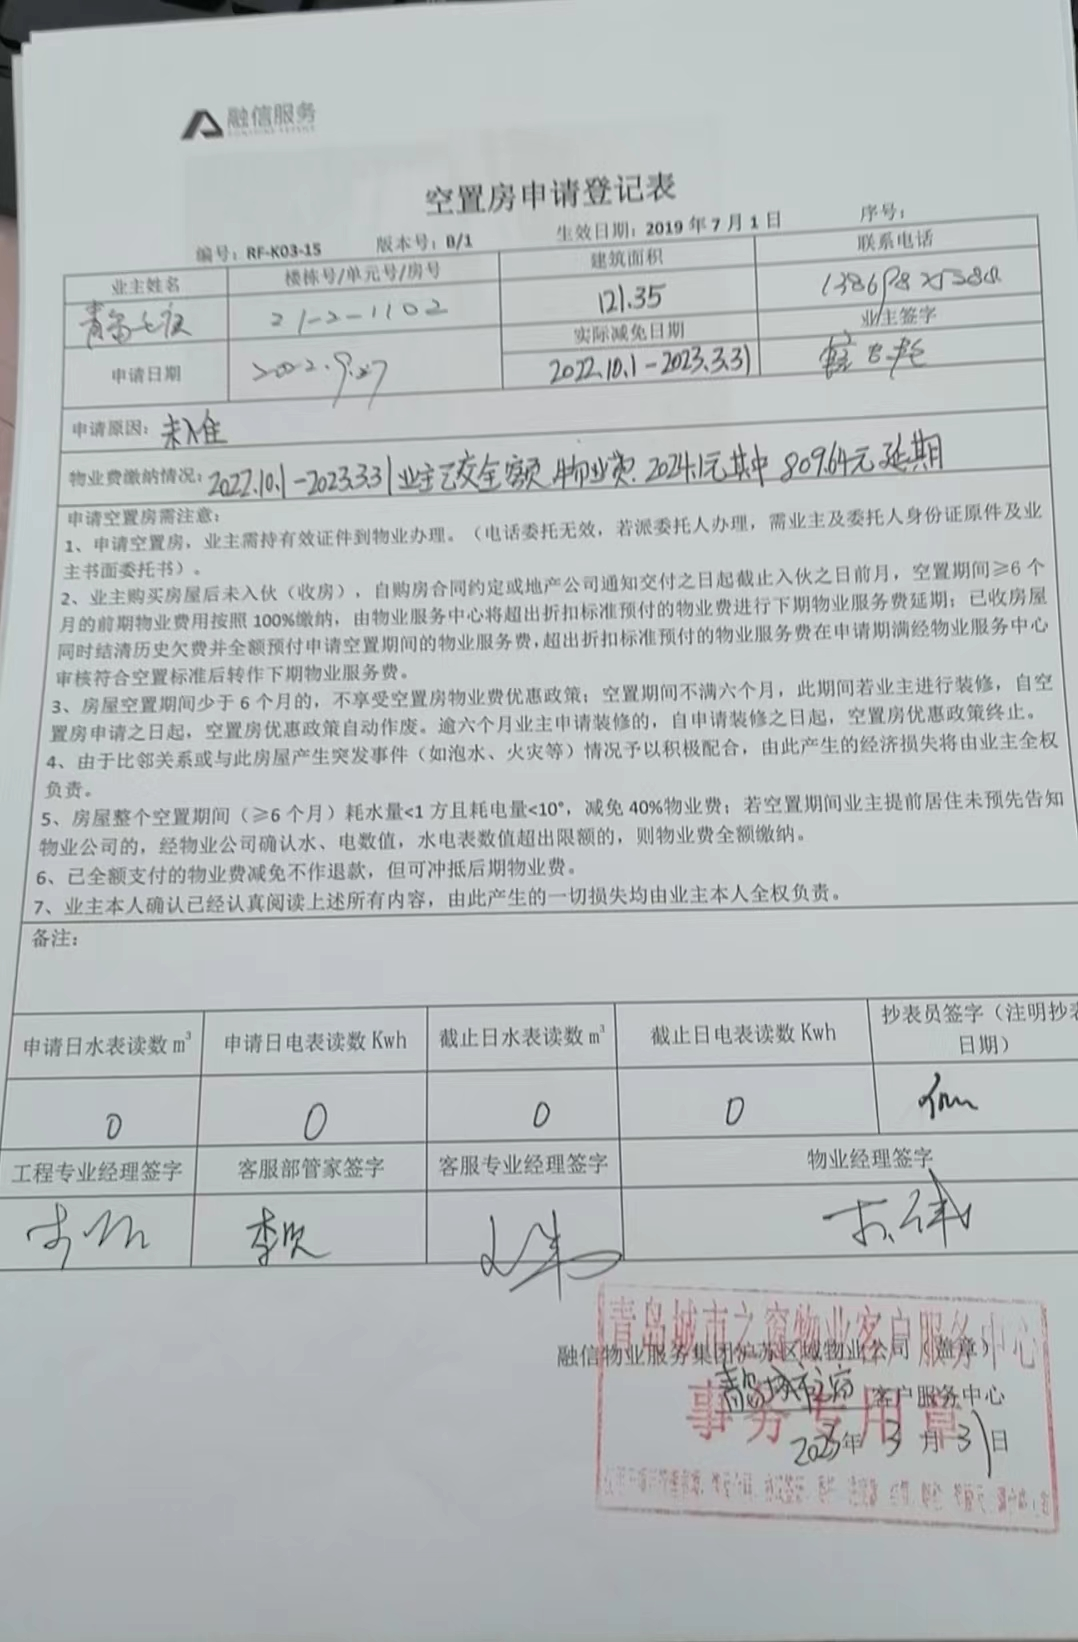 融信服务
空置房申请登记表
编号：RF-K03-15 版本号：B/1 生效日期：2019年7月1日 序号：
业主姓名 楼栋号/单元号/房号 建筑面积 联系电话
21-2-1102 121.35
实际减免日期 业主签字
申请日期 2022.9.27 2022.10.1-2023.3.31
申请原因：未入住
物业费缴纳情况：2022.10.1-2023.3.31业主已交全额物业费.2024.1元其中809.64元延期
申请空置房需注意：
1、申请空置房，业主需持有效证件到物业办理。（电话委托无效，若派委托人办理，需业主及委托人身份证原件及业
主书面委托书）。
2、业主购买房屋后未入伙（收房），自购房合同约定或地产公司通知交付之日起截止入伙之日前月，空置期间≥6个
月的前期物业费用按照100%缴纳，由物业服务中心将超出折扣标准预付的物业费进行下期物业服务费延期；已收房屋
同时结清历史欠费并全额预付申请空置期间的物业服务费，超出折扣标准预付的物业服务费在申请期满经物业服务中心
审核符合空置标准后转作下期物业服务费。
3、房屋空置期间少于6个月的，不享受空置房物业费优惠政策；空置期间不满六个月，此期间若业主进行装修，自空
置房申请之日起，空置房优惠政策自动作废。逾六个月业主申请装修的，自申请装修之日起，空置房优惠政策终止。
4、由于比邻关系或与此房屋产生突发事件（如泡水、火灾等）情况予以积极配合，由此产生的经济损失将由业主全权
负责。
5、房屋整个空置期间（≥6个月）耗水量<1方且耗电量<10°，减免40%物业费；若空置期间业主提前居住未预先告知
物业公司的，经物业公司确认水、电数值，水电表数值超出限额的，则物业费全额缴纳。
6、已全额支付的物业费减免不作退款，但可冲抵后期物业费。
7、业主本人确认已经认真阅读上述所有内容，由此产生的一切损失均由业主本人全权负责。
备注：
申请日水表读数m³ 申请日电表读数Kwh 截止日水表读数m³ 截止日电表读数Kwh 抄表员签字（注明抄表
日期）
0 0 0 0
工程专业经理签字 客服部管家签字 客服专业经理签字 物业经理签字
青岛城市之窗物业客户服务中心
融信物业服务集团沪苏区域物业公司（盖章）
青岛城市之窗 客户服务中心
事务专用章
2023年3月31日